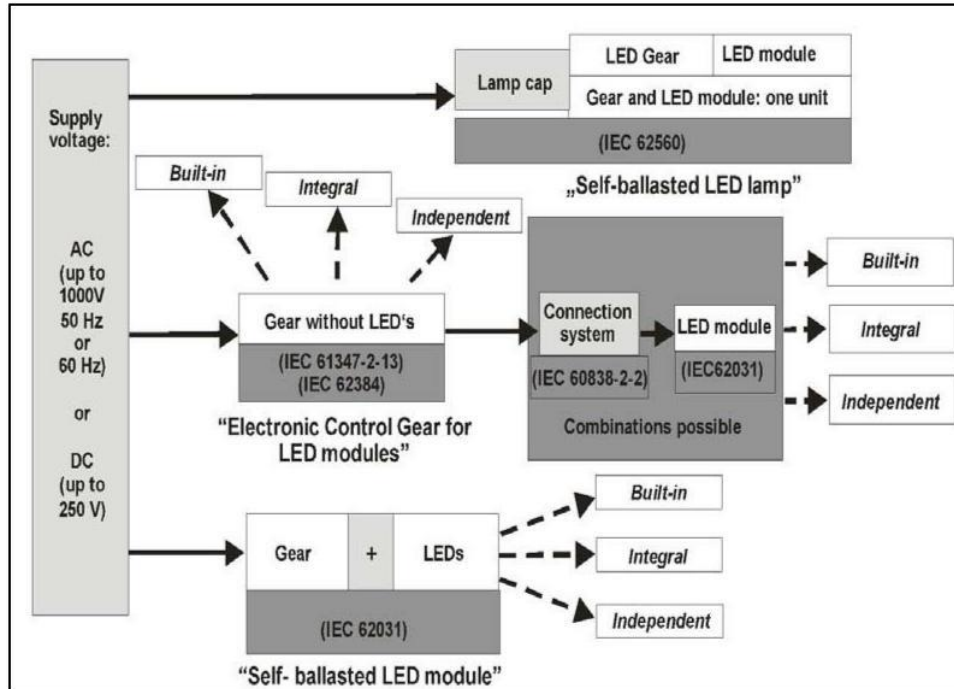 Supply
voltage:
AC
(up to
1000V
50 Hz
or
60 Hz)
or
DC
(up to
250 V)
Lamp cap
LED Gear
LED module
Gear and LED module: one unit
(IEC 62560)
„Self-ballasted LED lamp”
Built-in
Integral
Independent
Gear without LED‘s
(IEC 61347-2-13)
(IEC 62384)
“Electronic Control Gear for
LED modules”
Connection
system
(IEC 60838-2-2)
LED module
(IEC62031)
Combinations possible
Built-in
Integral
Independent
Gear
+
LEDs
(IEC 62031)
“Self- ballasted LED module”
Built-in
Integral
Independent